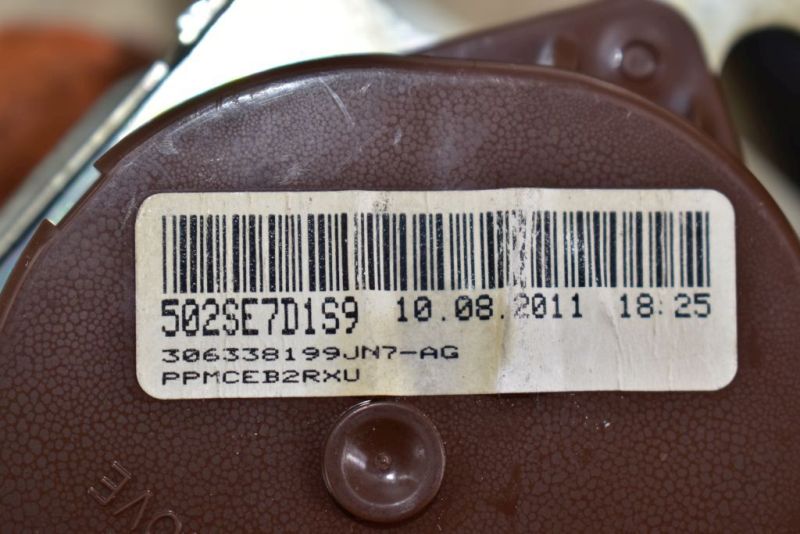 502SE7D1S9 10.08.2011 18:25
306338199JN7-AG
PPMCEB2RXU